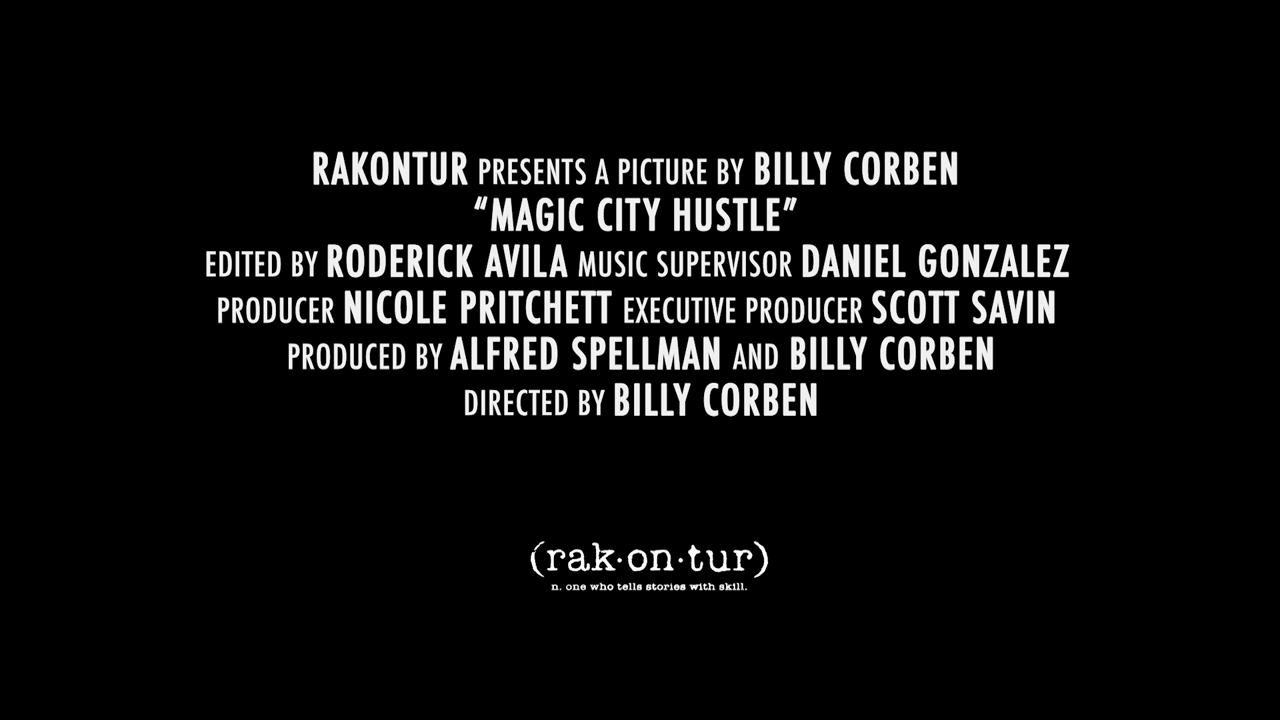 RAKONTUR PRESENTS A PICTURE BY BILLY CORBEN
“MAGIC CITY HUSTLE”
EDITED BY RODERICK AVILA MUSIC SUPERVISOR DANIEL GONZALEZ
PRODUCER NICOLE PRITCHETT EXECUTIVE PRODUCER SCOTT SAVIN
PRODUCED BY ALFRED SPELLMAN AND BILLY CORBEN
DIRECTED BY BILLY CORBEN
(rak·on·tur)
n. one who tells stories with skill.